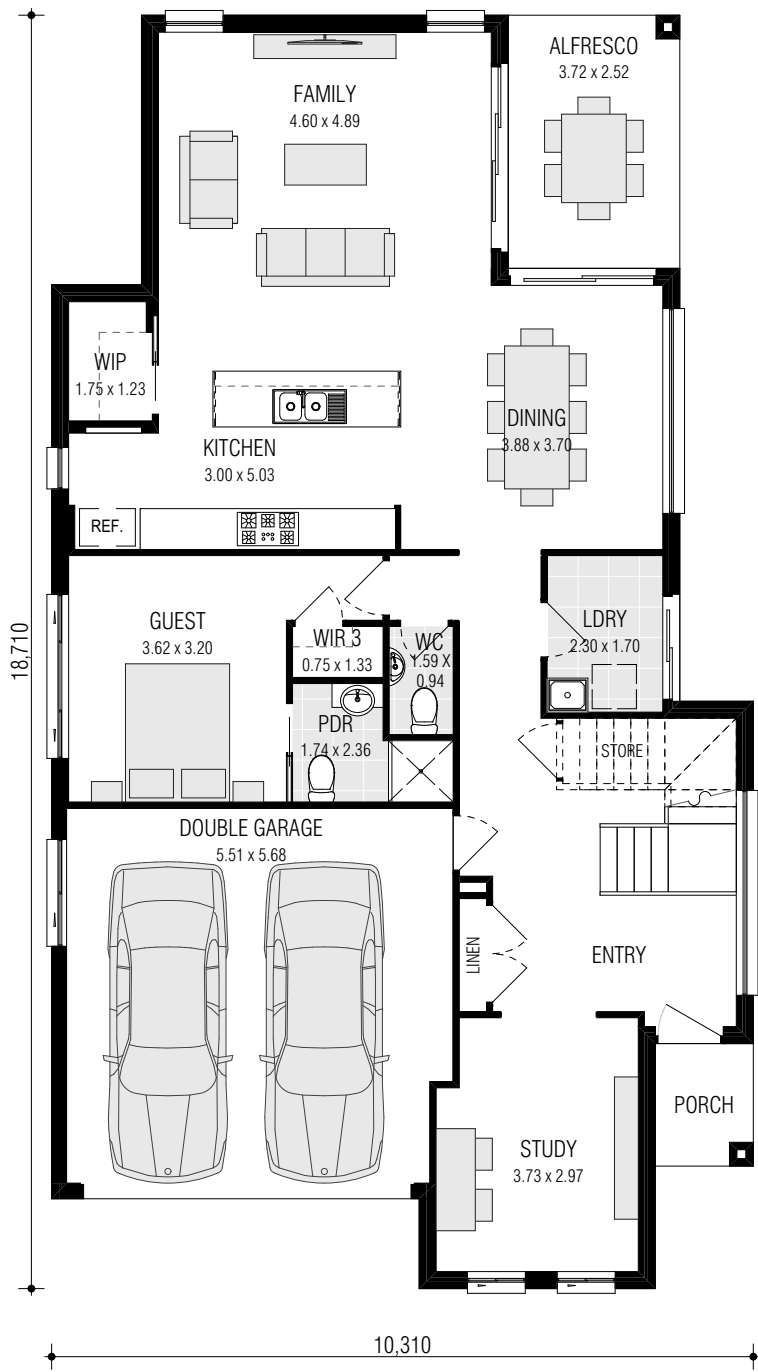 ALFRESCO
3.72 x 2.52
FAMILY
4.60 x 4.89
WIP
1.75 x 1.23
DINING
3.88 x 3.70
KITCHEN
3.00 x 5.03
REF.
18,710
GUEST
3.62 x 3.20
WIR 3
0.75 x 1.33
WC
1.59 X
0.94
LDRY
2.30 x 1.70
PDR
1.74 x 2.36
STORE
DOUBLE GARAGE
5.51 x 5.68
LINEN
ENTRY
PORCH
STUDY
3.73 x 2.97
10,310